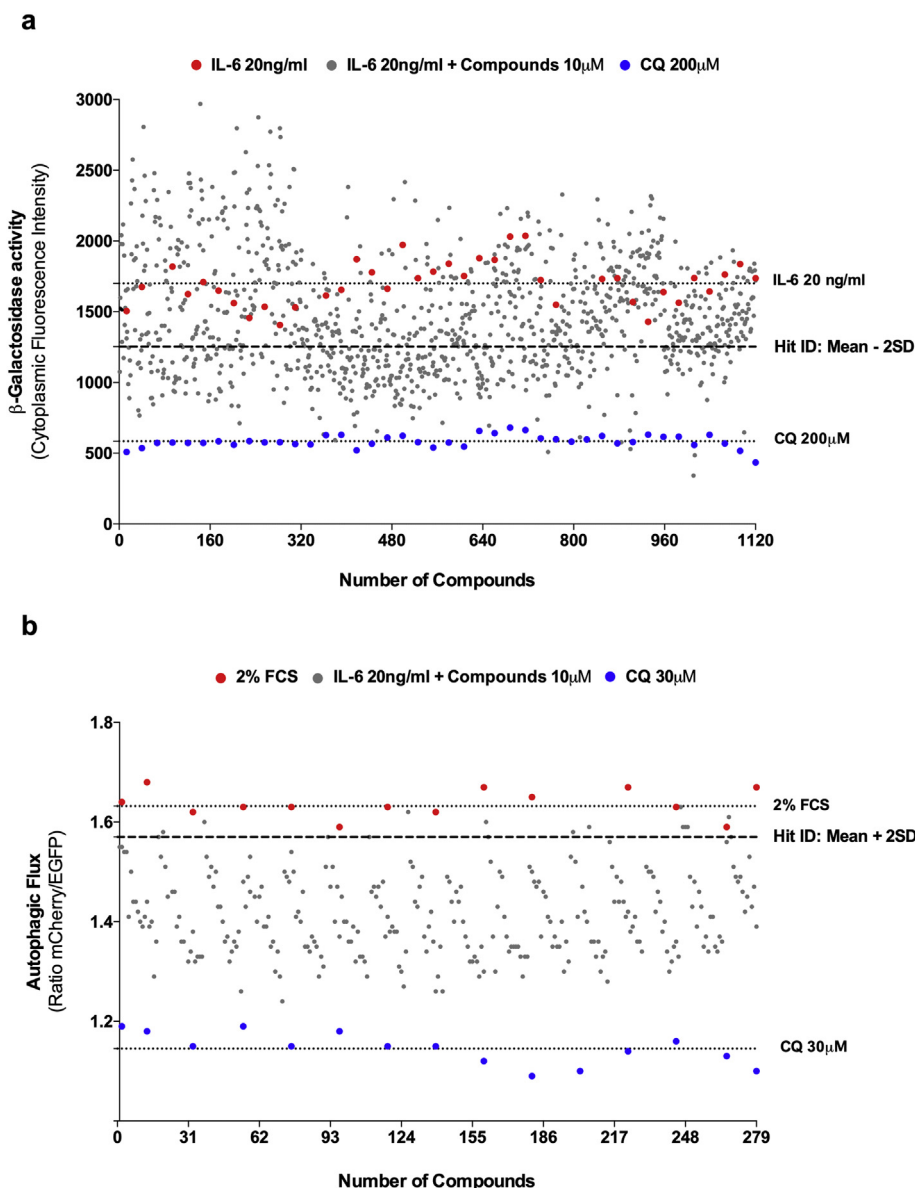 a
IL-6 20ng/ml IL-6 20ng/ml + Compounds 10μM CQ 200μM
3000
2500
2000
1500
1000
500
0
β-Galactosidase activity
(Cytoplasmic Fluorescence Intensity)
IL-6 20 ng/ml
Hit ID: Mean - 2SD
CQ 200μM
0 160 320 480 640 800 960 1120
Number of Compounds
b
2% FCS IL-6 20ng/ml + Compounds 10μM CQ 30μM
1.8
1.6
1.4
1.2
Autophagic Flux
(Ratio mCherry/EGFP)
2% FCS
Hit ID: Mean + 2SD
CQ 30μM
0 31 62 93 124 155 186 217 248 279
Number of Compounds